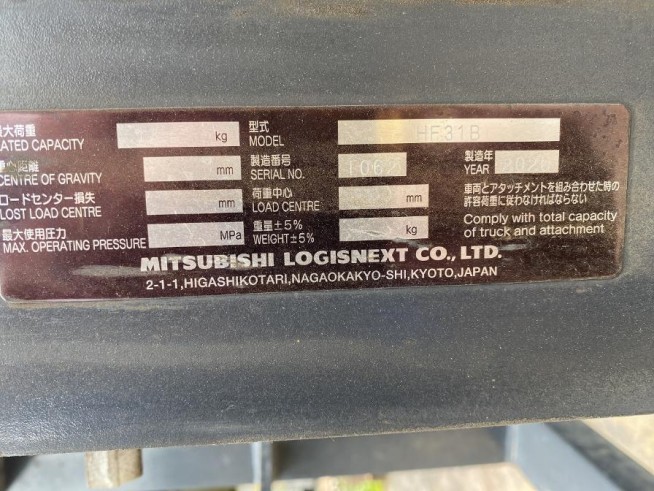 最大荷重
RATED CAPACITY kg
型式
MODEL HF31B
重心距離
CENTRE OF GRAVITY mm
製造番号
SERIAL NO.
製造年
YEAR
ロードセンター損失
LOST LOAD CENTRE mm
荷重中心
LOAD CENTRE mm
車両とアタッチメントを組み合わせた時の
許容荷重に従わなければならない
最大使用圧力
MAX. OPERATING PRESSURE MPa
重量±5%
WEIGHT±5% kg
Comply with total capacity
of truck and attachment
MITSUBISHI LOGISNEXT CO., LTD.
2-1-1,HIGASHIKOTARI,NAGAOKAKYO-SHI,KYOTO,JAPAN